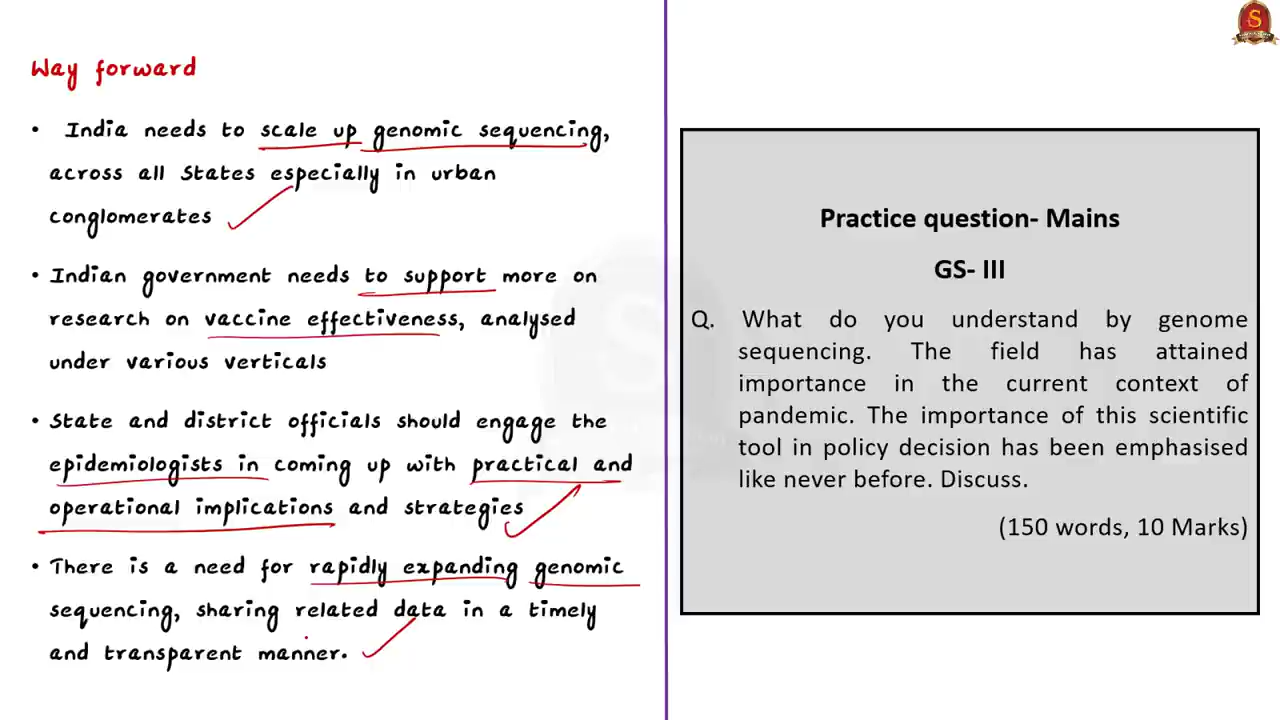 Way forward
• India needs to scale up genomic sequencing,
across all States especially in urban
conglomerates
• Indian government needs to support more on
research on vaccine effectiveness, analysed
under various verticals
• State and district officials should engage the
epidemiologists in coming up with practical and
operational implications and strategies
• There is a need for rapidly expanding genomic
sequencing, sharing related data in a timely
and transparent manner.
S
Practice question- Mains
GS- III
Q. What do you understand by genome
sequencing. The field has attained
importance in the current context of
pandemic. The importance of this scientific
tool in policy decision has been emphasised
like never before. Discuss.
(150 words, 10 Marks)